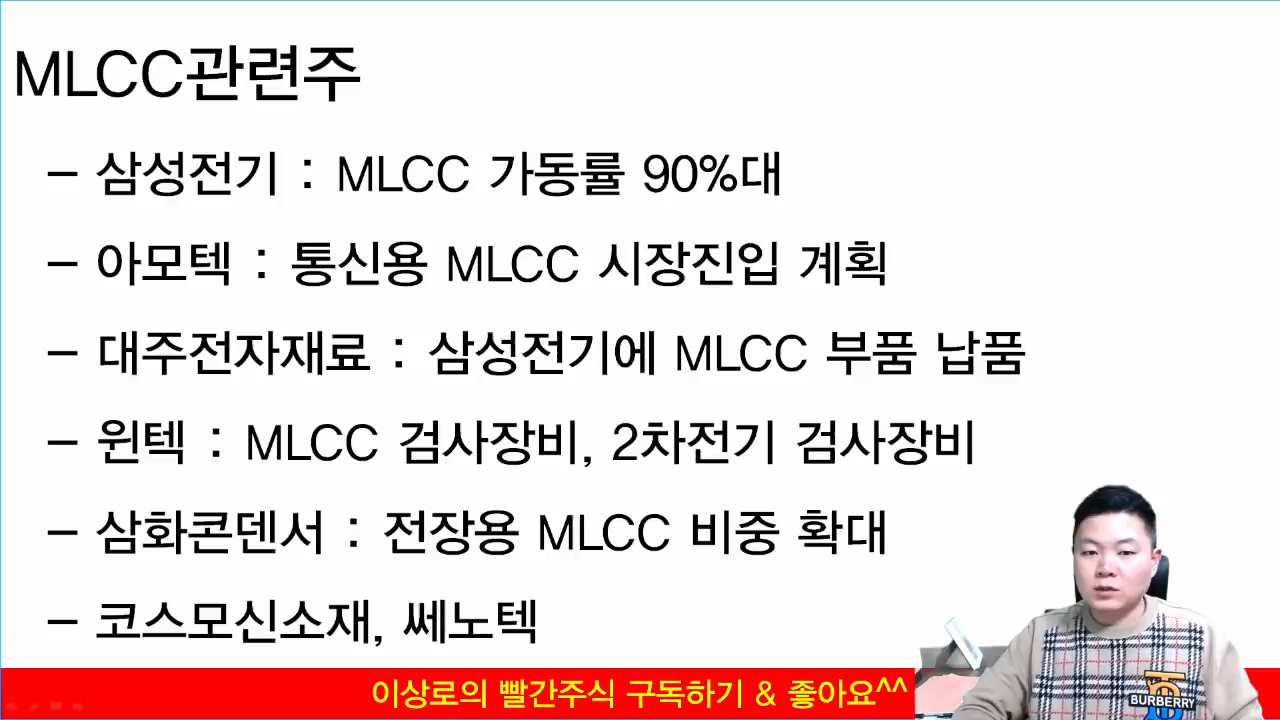 MLCC관련주
– 삼성전기 : MLCC 가동률 90%대
– 아모텍 : 통신용 MLCC 시장진입 계획
– 대주전자재료 : 삼성전기에 MLCC 부품 납품
– 윈텍 : MLCC 검사장비, 2차전기 검사장비
– 삼화콘덴서 : 전장용 MLCC 비중 확대
– 코스모신소재, 쎄노텍
이상로의 빨간주식 구독하기 & 좋아요^^
BURBERRY